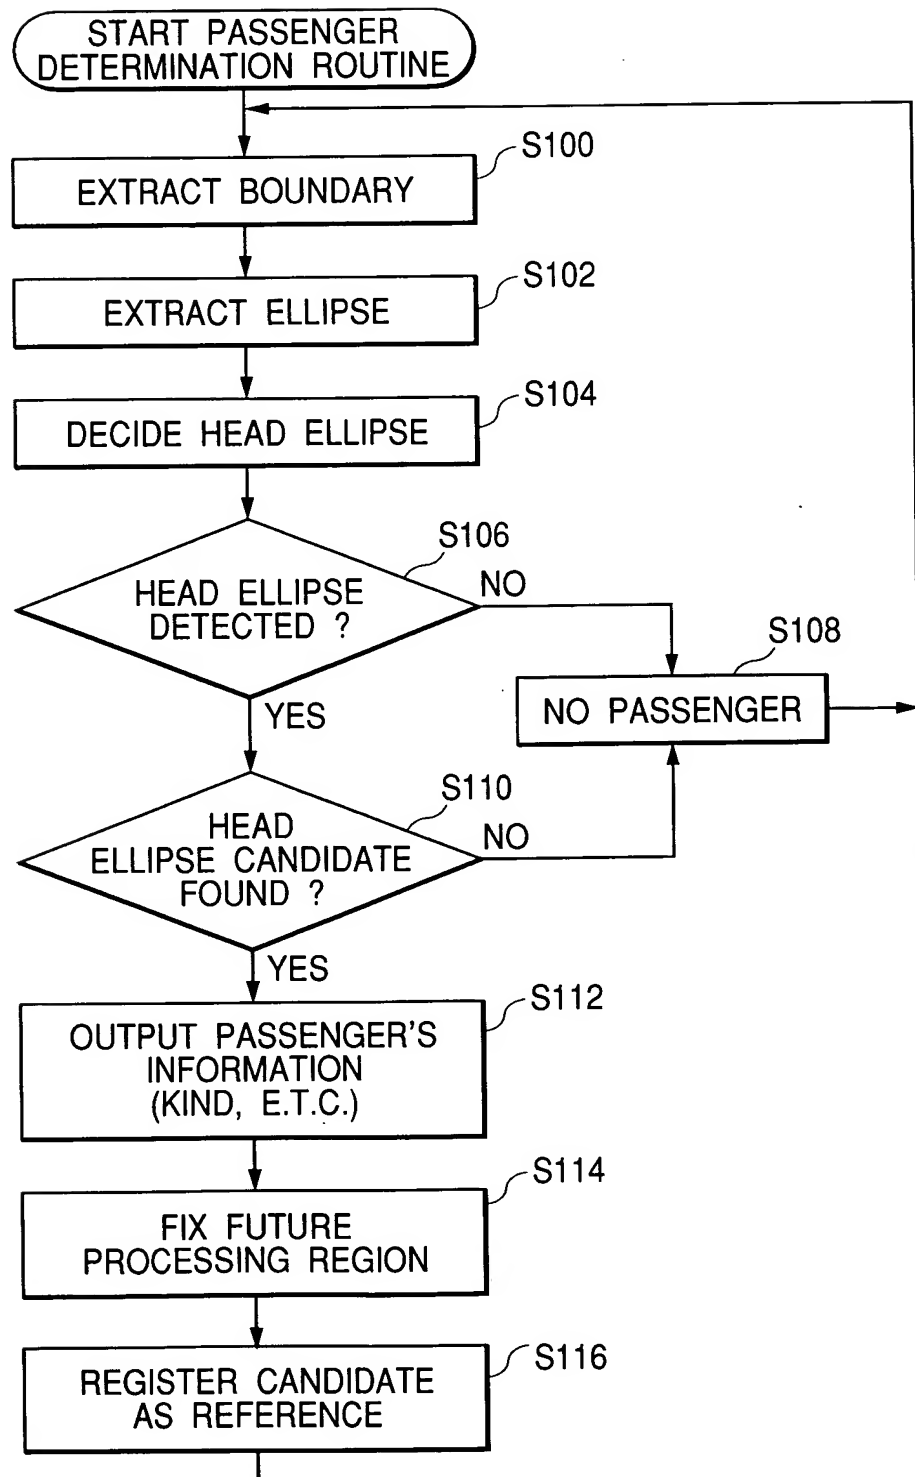 START PASSENGER
DETERMINATION ROUTINE
S100
EXTRACT BOUNDARY
S102
EXTRACT ELLIPSE
S104
DECIDE HEAD ELLIPSE
S106
HEAD ELLIPSE
DETECTED ?
NO
S108
NO PASSENGER
YES
S110
HEAD
ELLIPSE CANDIDATE
FOUND ?
NO
YES
S112
OUTPUT PASSENGER'S
INFORMATION
(KIND, E.T.C.)
S114
FIX FUTURE
PROCESSING REGION
S116
REGISTER CANDIDATE
AS REFERENCE